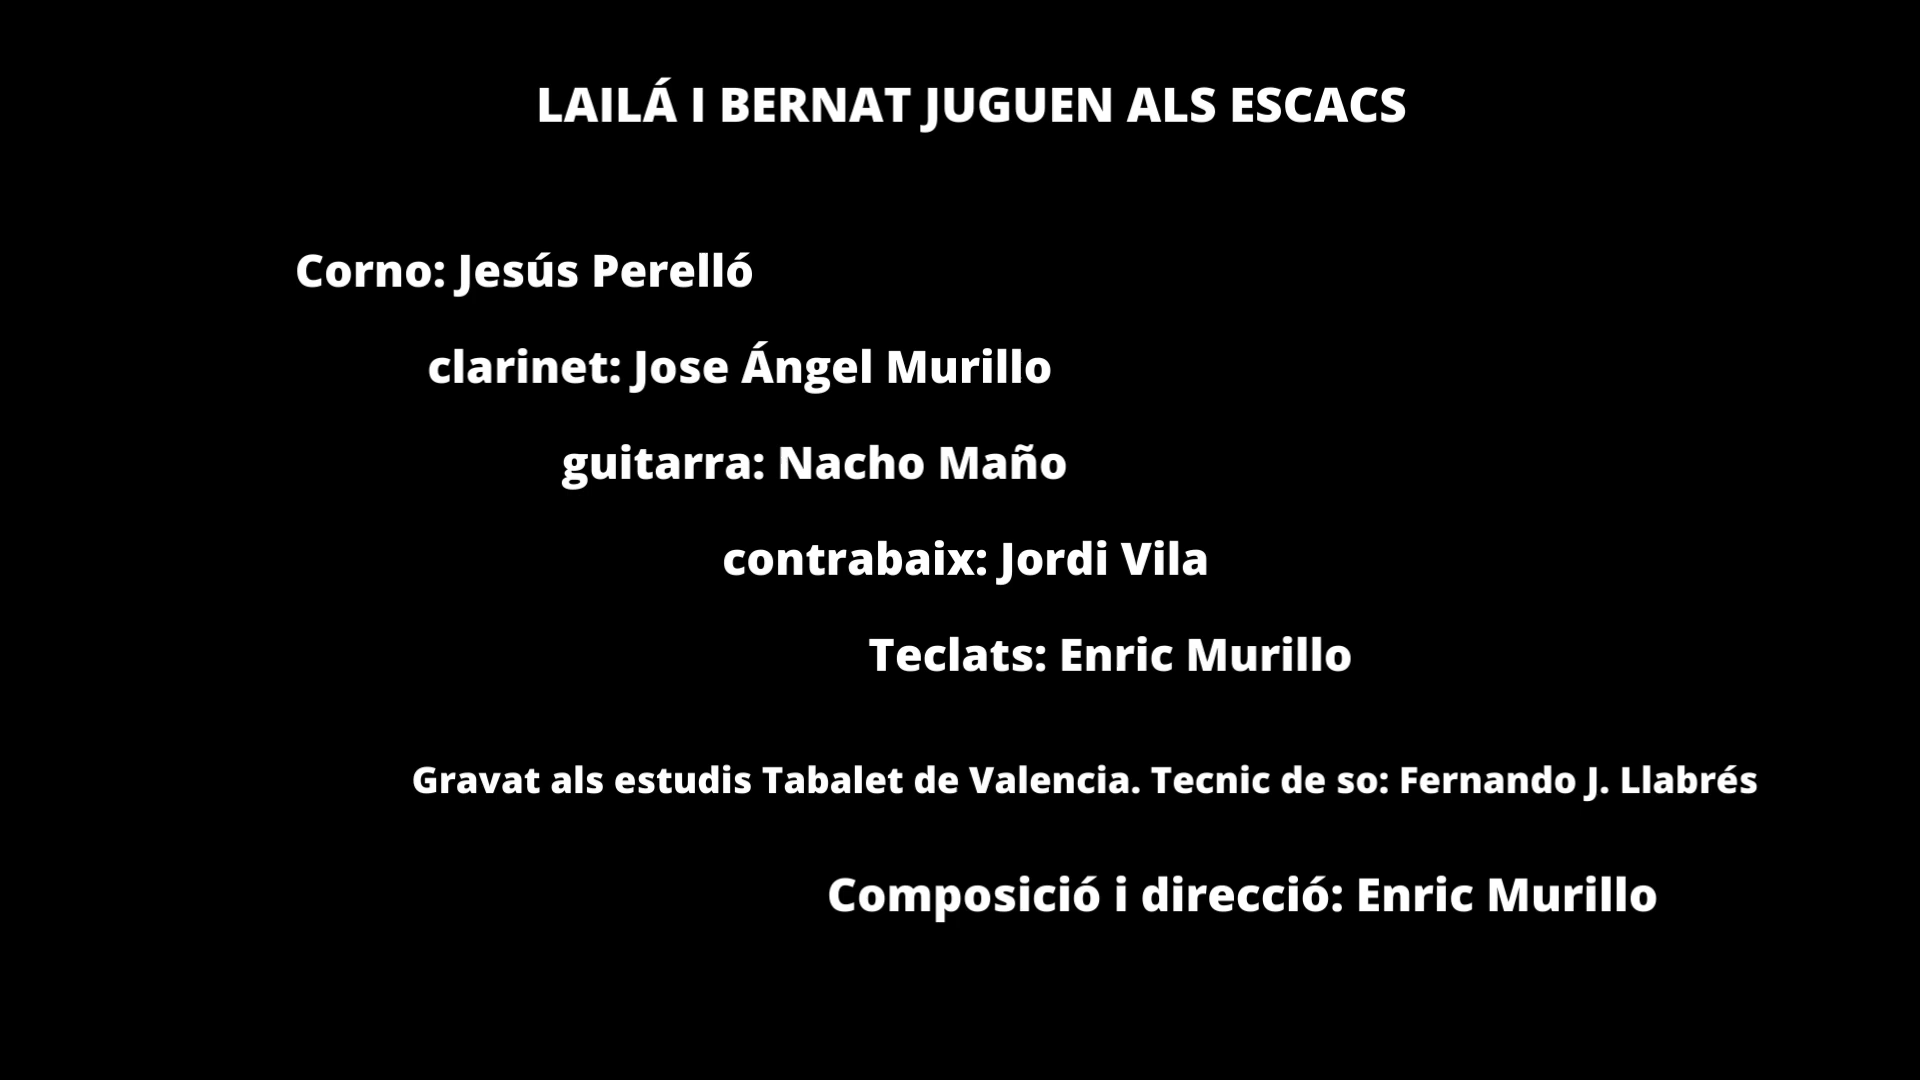 LAILÁ I BERNAT JUGUEN ALS ESCACS
Corno: Jesús Perelló
clarinet: Jose Ángel Murillo
guitarra: Nacho Maño
contrabaix: Jordi Vila
Teclats: Enric Murillo
Gravat als estudis Tabalet de Valencia. Tecnic de so: Fernando J. Llabrés
Composició i direcció: Enric Murillo